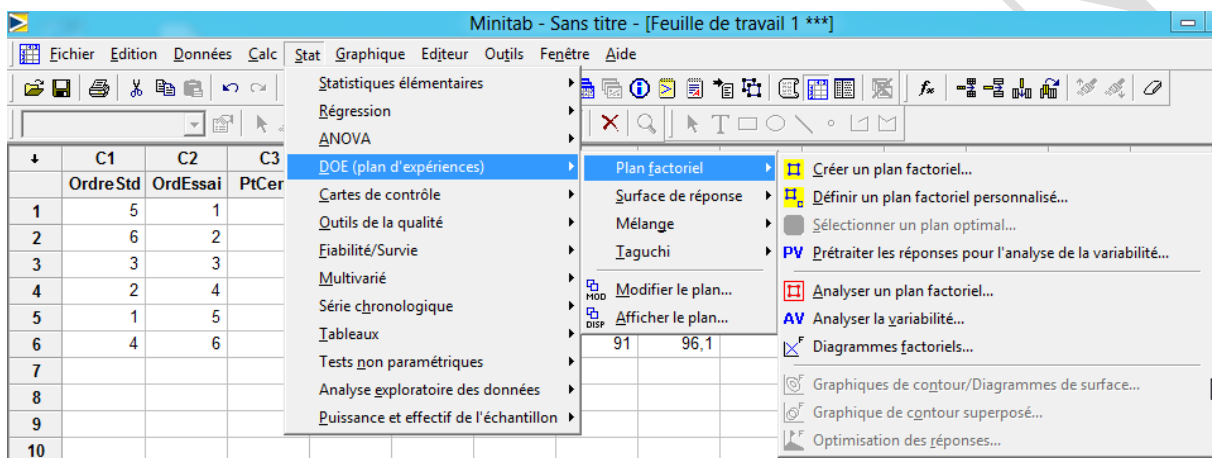 Minitab - Sans titre - [Feuille de travail 1 ***]
Fichier Edition Données Calc Stat Graphique Editeur Outils Fenêtre Aide
Statistiques élémentaires
Régression
ANOVA
DOE (plan d'expériences)
Cartes de contrôle
Outils de la qualité
Fiabilité/Survie
Multivarié
Série chronologique
Tableaux
Tests non paramétriques
Analyse exploratoire des données
Puissance et effectif de l'échantillon
Plan factoriel
Surface de réponse
Mélange
Taguchi
MOD Modifier le plan...
DISP Afficher le plan...
Créer un plan factoriel...
Définir un plan factoriel personnalisé...
Sélectionner un plan optimal...
PV Prétraiter les réponses pour l'analyse de la variabilité...
Analyser un plan factoriel...
AV Analyser la variabilité...
Diagrammes factoriels...
Graphiques de contour/Diagrammes de surface...
Graphique de contour superposé...
Optimisation des réponses...
C1 C2 C3
OrdreStd OrdEssai PtCer
1 5 1
2 6 2
3 3 3
4 2 4
5 1 5
6 4 6 91 96,1
7
8
9
10